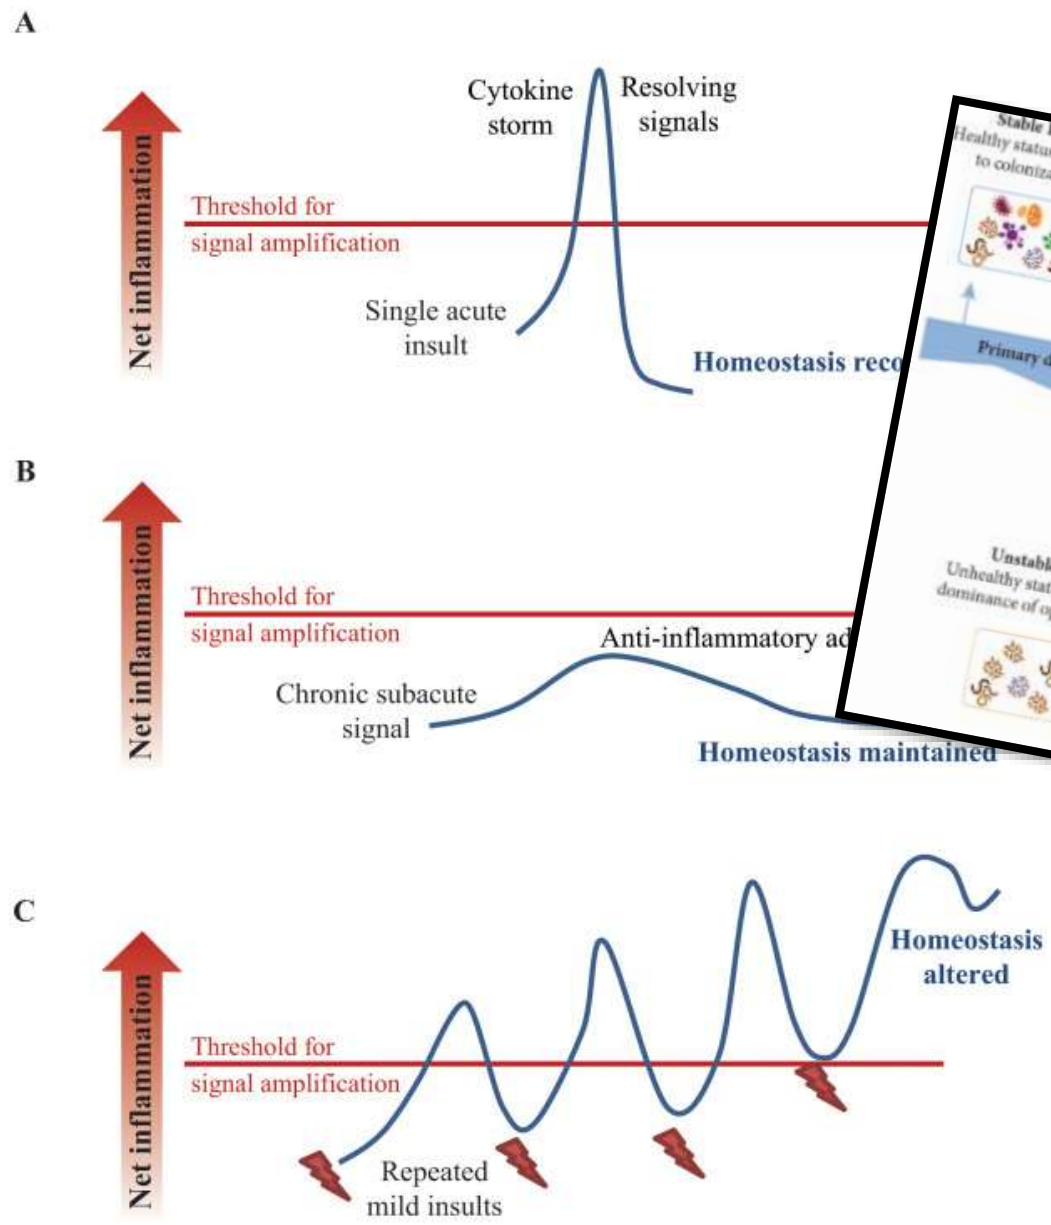 A
Net inflammation
Cytokine
storm
Resolving
signals
Threshold for
signal amplification
Single acute
insult
Homeostasis reco
B
Net inflammation
Threshold for
signal amplification
Anti-inflammatory ad
Chronic subacute
signal
Homeostasis maintained
C
Net inflammation
Threshold for
signal amplification
Repeated
mild insults
Homeostasis
altered
Stable
Healthy statu
to coloniza
Primary d
Unstabl
Unhealthy stat
dominance of op